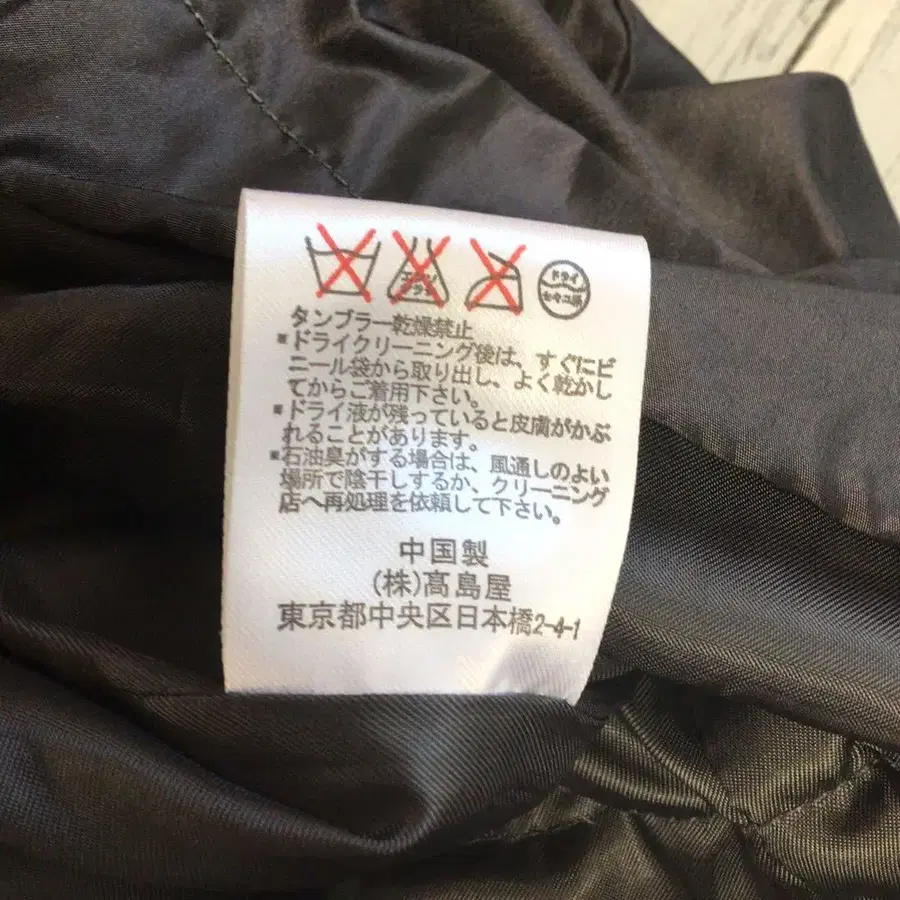 エンソ
サラシ
ドライ
セキユ系
タンブラー乾燥禁止
※ドライクリーニング後は、すぐにビ
ニール袋から取り出し、よく乾かし
てからご着用下さい。
※ドライ液が残っていると皮膚がかぶ
れることがあります。
※石油臭がする場合は、風通しのよい
場所で陰干しするか、クリーニング
店へ再処理を依頼して下さい。
中国製
(株)髙島屋
東京都中央区日本橋2-4-1